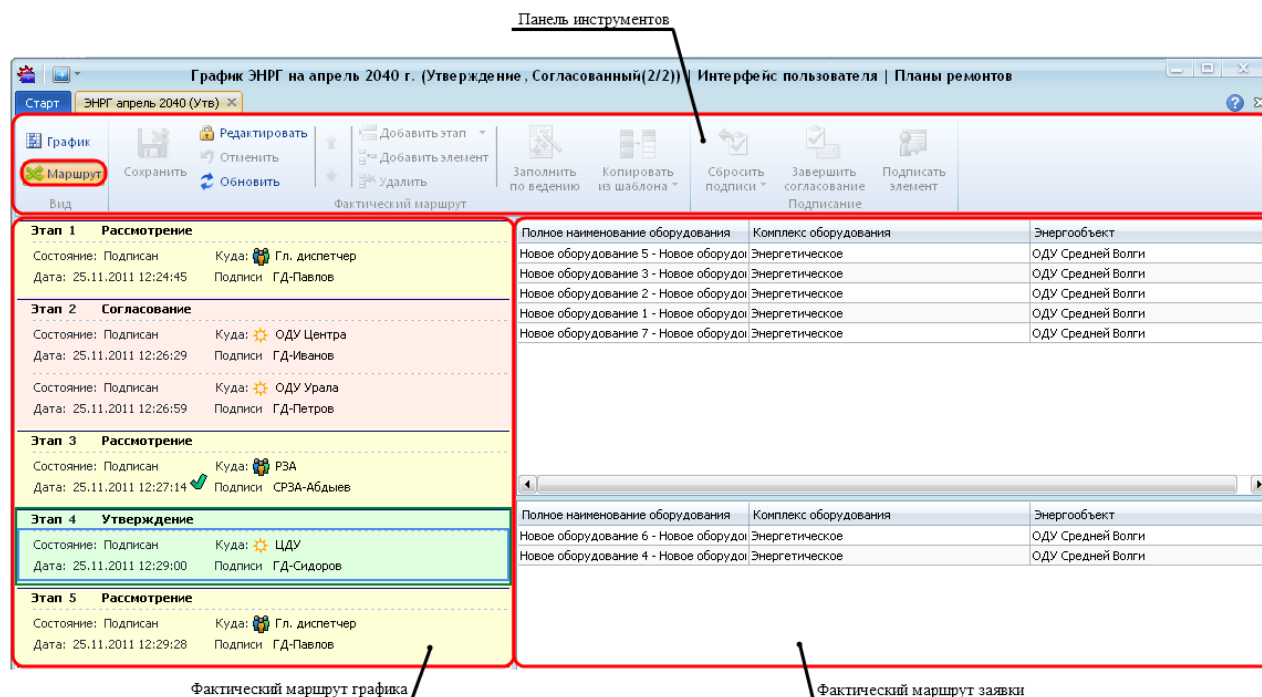 Панель инструментов
График ЭНРГ на апрель 2040 г. (Утверждение , Согласованный(2/2)) | Интерфейс пользователя | Планы ремонтов
Старт
ЭНРГ апрель 2040 (Утв)
График
Маршрут
Вид
Сохранить
Редактировать
Отменить
Обновить
Добавить этап
Добавить элемент
Удалить
Фактический маршрут
Заполнить по ведению
Копировать из шаблона
Сбросить подписи
Завершить согласование
Подписать элемент
Подписание
Этап 1 Рассмотрение
Состояние: Подписан Куда: Гл. диспетчер
Дата: 25.11.2011 12:24:45 Подписи ГД-Павлов
Этап 2 Согласование
Состояние: Подписан Куда: ОДУ Центра
Дата: 25.11.2011 12:26:29 Подписи ГД-Иванов
Состояние: Подписан Куда: ОДУ Урала
Дата: 25.11.2011 12:26:59 Подписи ГД-Петров
Этап 3 Рассмотрение
Состояние: Подписан Куда: РЗА
Дата: 25.11.2011 12:27:14 Подписи СРЗА-Абдыев
Этап 4 Утверждение
Состояние: Подписан Куда: ЦДУ
Дата: 25.11.2011 12:29:00 Подписи ГД-Сидоров
Этап 5 Рассмотрение
Состояние: Подписан Куда: Гл. диспетчер
Дата: 25.11.2011 12:29:28 Подписи ГД-Павлов
Полное наименование оборудования Комплекс оборудования Энергообъект
Новое оборудование 5 - Новое оборудо Энергетическое ОДУ Средней Волги
Новое оборудование 3 - Новое оборудо Энергетическое ОДУ Средней Волги
Новое оборудование 2 - Новое оборудо Энергетическое ОДУ Средней Волги
Новое оборудование 1 - Новое оборудо Энергетическое ОДУ Средней Волги
Новое оборудование 7 - Новое оборудо Энергетическое ОДУ Средней Волги
Полное наименование оборудования Комплекс оборудования Энергообъект
Новое оборудование 6 - Новое оборудо Энергетическое ОДУ Средней Волги
Новое оборудование 4 - Новое оборудо Энергетическое ОДУ Средней Волги
Фактический маршрут графика
Фактический маршрут заявки